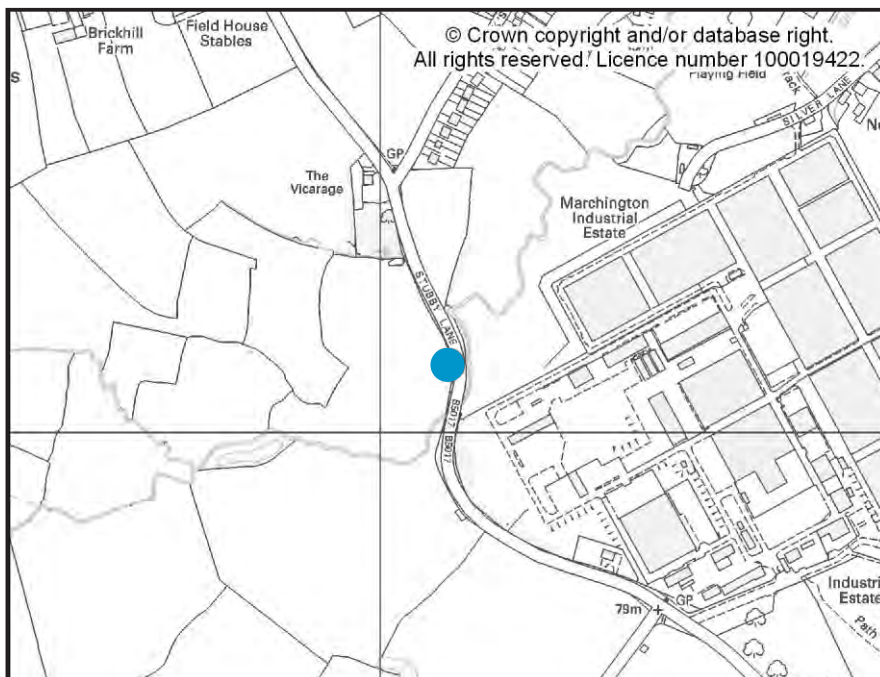 Brickhill
Farm
Field House
Stables
© Crown copyright and/or database right.
All rights reserved. Licence number 100019422.
S
Playing Field
SILVER LANE
GP
The
Vicarage
Marchington
Industrial
Estate
STUBBY LANE
B5017
B5017
GP
79m
Industri
Estate
Path